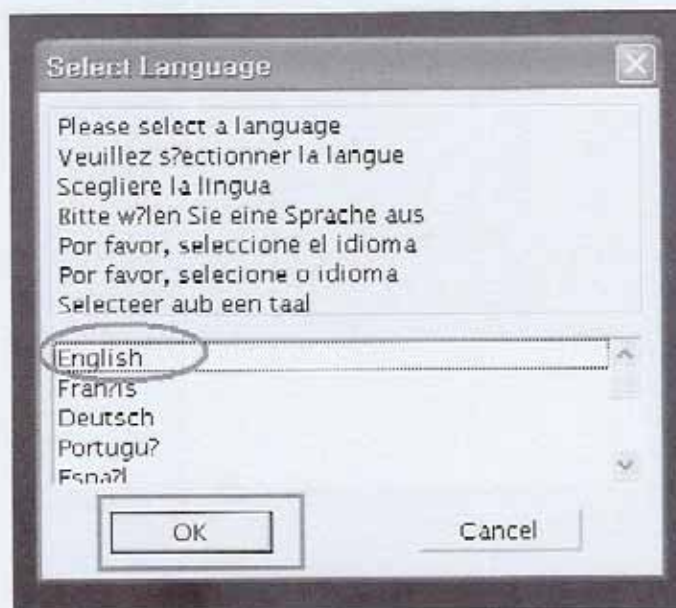 Select Language
Please select a language
Veuillez s?ectionner la langue
Scegliere la lingua
Bitte w?len Sie eine Sprache aus
Por favor, seleccione el idioma
Por favor, selecione o idioma
Selecteer aub een taal
English
Fran?is
Deutsch
Portugu?
Espa?l
OK
Cancel